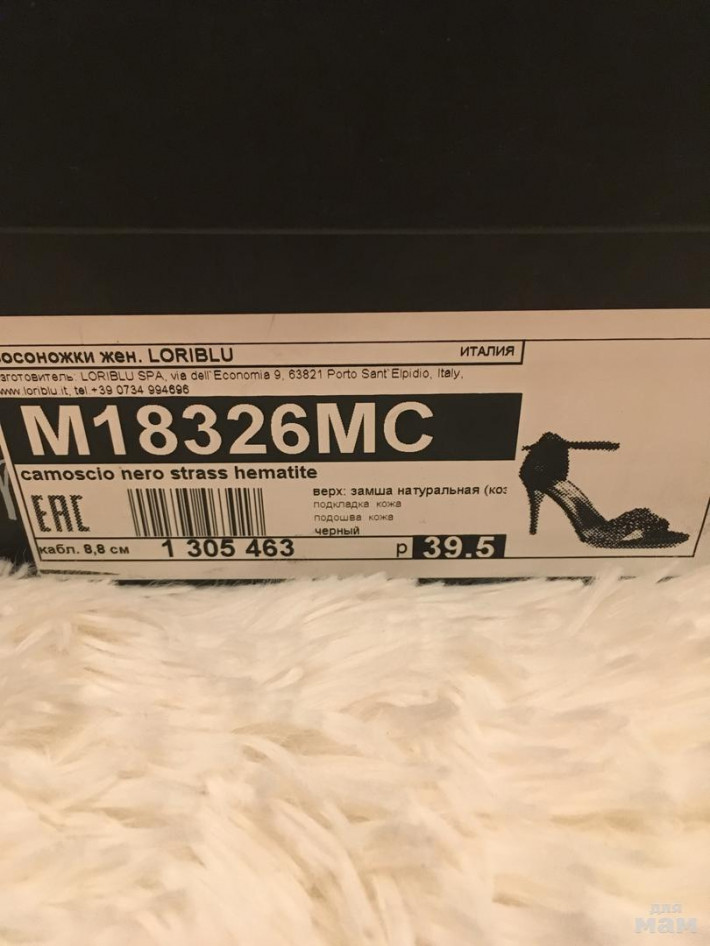 осоножки жен. LORIBLU ИТАЛИЯ
зготовитель: LORIBLU SPA, via dell'Economia 9, 63821 Porto Sant'Elpidio, Italy,
www.loriblu.it, tel.+39 0734 994696
M18326MC
camoscio nero strass hematite
EAC
верх: замша натуральная (коз
подкладка кожа
подошва кожа
черный
кабл. 8,8 см 1 305 463 р 39.5
для
мам